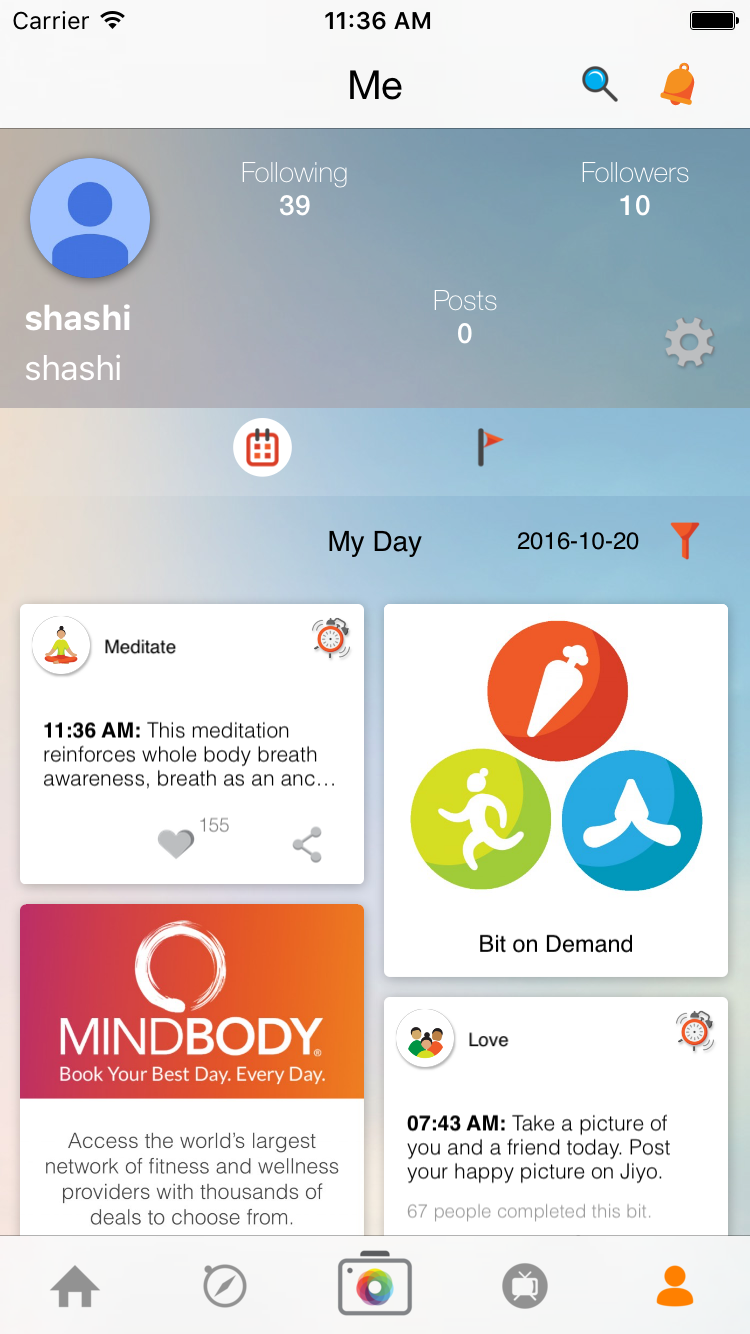 Carrier 11:36 AM
Me
Following
39
Followers
10
Posts
0
shashi
shashi
My Day 2016-10-20
Meditate
11:36 AM: This meditation
reinforces whole body breath
awareness, breath as an anc...
155
Bit on Demand
MINDBODY®
Book Your Best Day. Every Day.
Access the world's largest
network of fitness and wellness
providers with thousands of
deals to choose from.
Love
07:43 AM: Take a picture of
you and a friend today. Post
your happy picture on Jiyo.
67 people completed this bit.